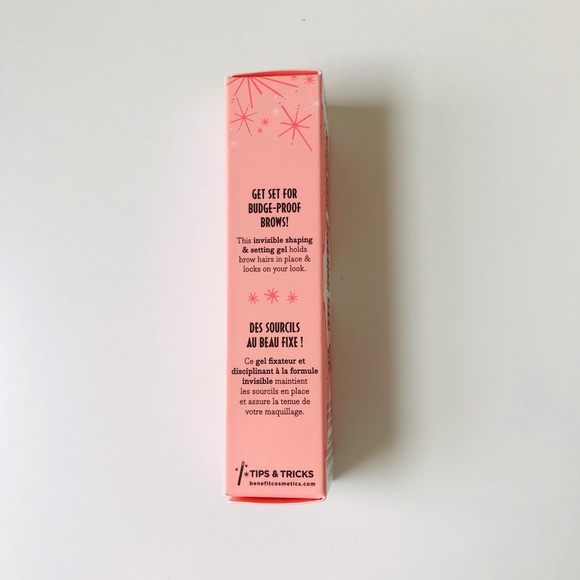 GET SET FOR
BUDGE-PROOF
BROWS!
This invisible shaping
& setting gel holds
brow hairs in place &
locks on your look.
DES SOURCILS
AU BEAU FIXE !
Ce gel fixateur et
disciplinant à la formule
invisible maintient
les sourcils en place
et assure la tenue de
votre maquillage.
TIPS & TRICKS
benefitcosmetics.com